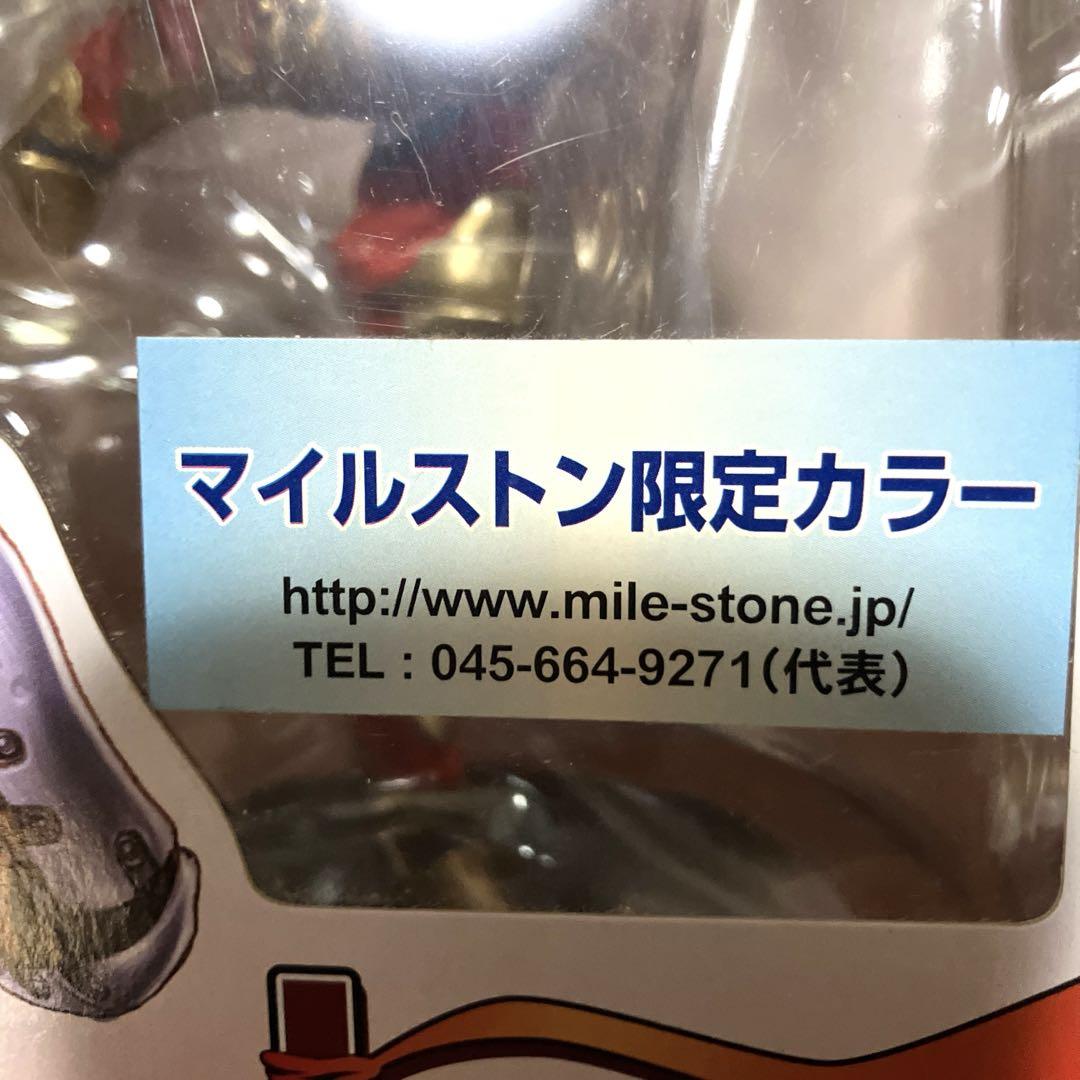 マイルストン限定カラー
http://www.mile-stone.jp/
TEL : 045-664-9271(代表)